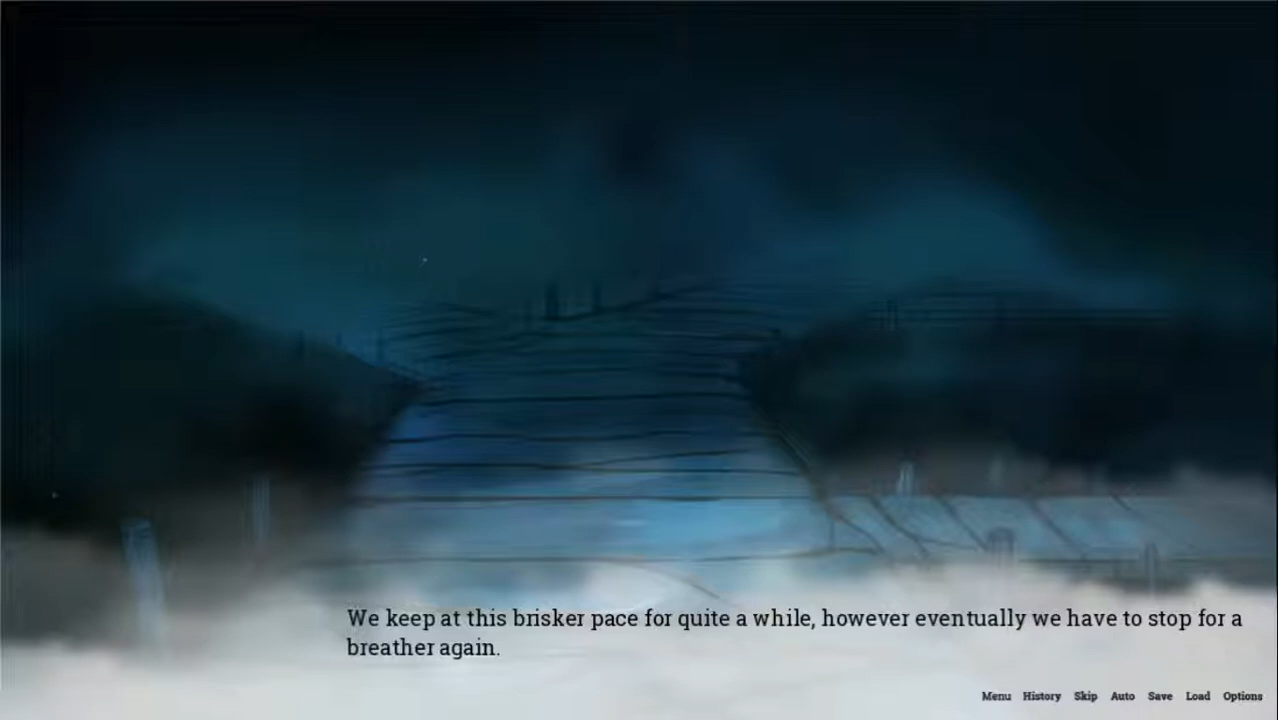 We keep at this brisker pace for quite a while, however eventually we have to stop for a
breather again.
Menu History Skip Auto Save Load Options